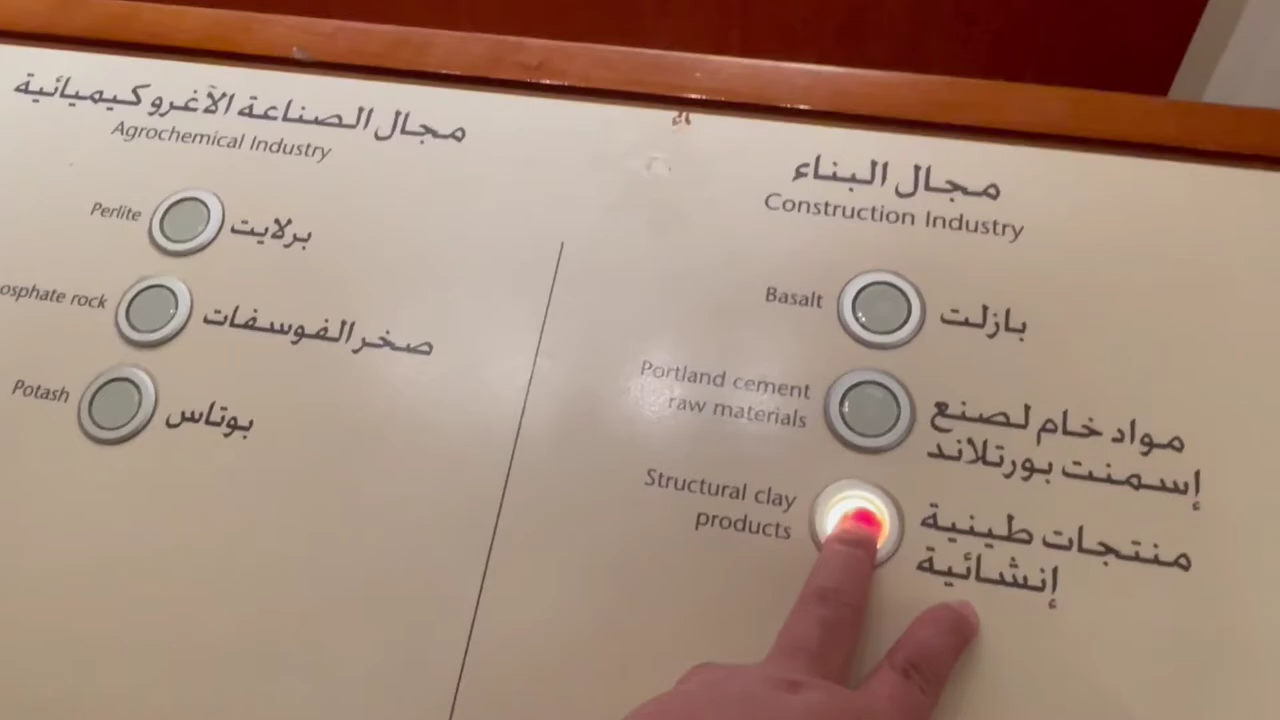 مجال الصناعة الآغروكيميائية
Agrochemical Industry
Perlite
برلايت
osphate rock
صخر الفوسفات
Potash
بوتاس
مجال البناء
Construction Industry
Basalt
بازلت
Portland cement
raw materials
مواد خام لصنع
إسمنت بورتلاند
Structural clay
products
منتجات طينية
إنشائية